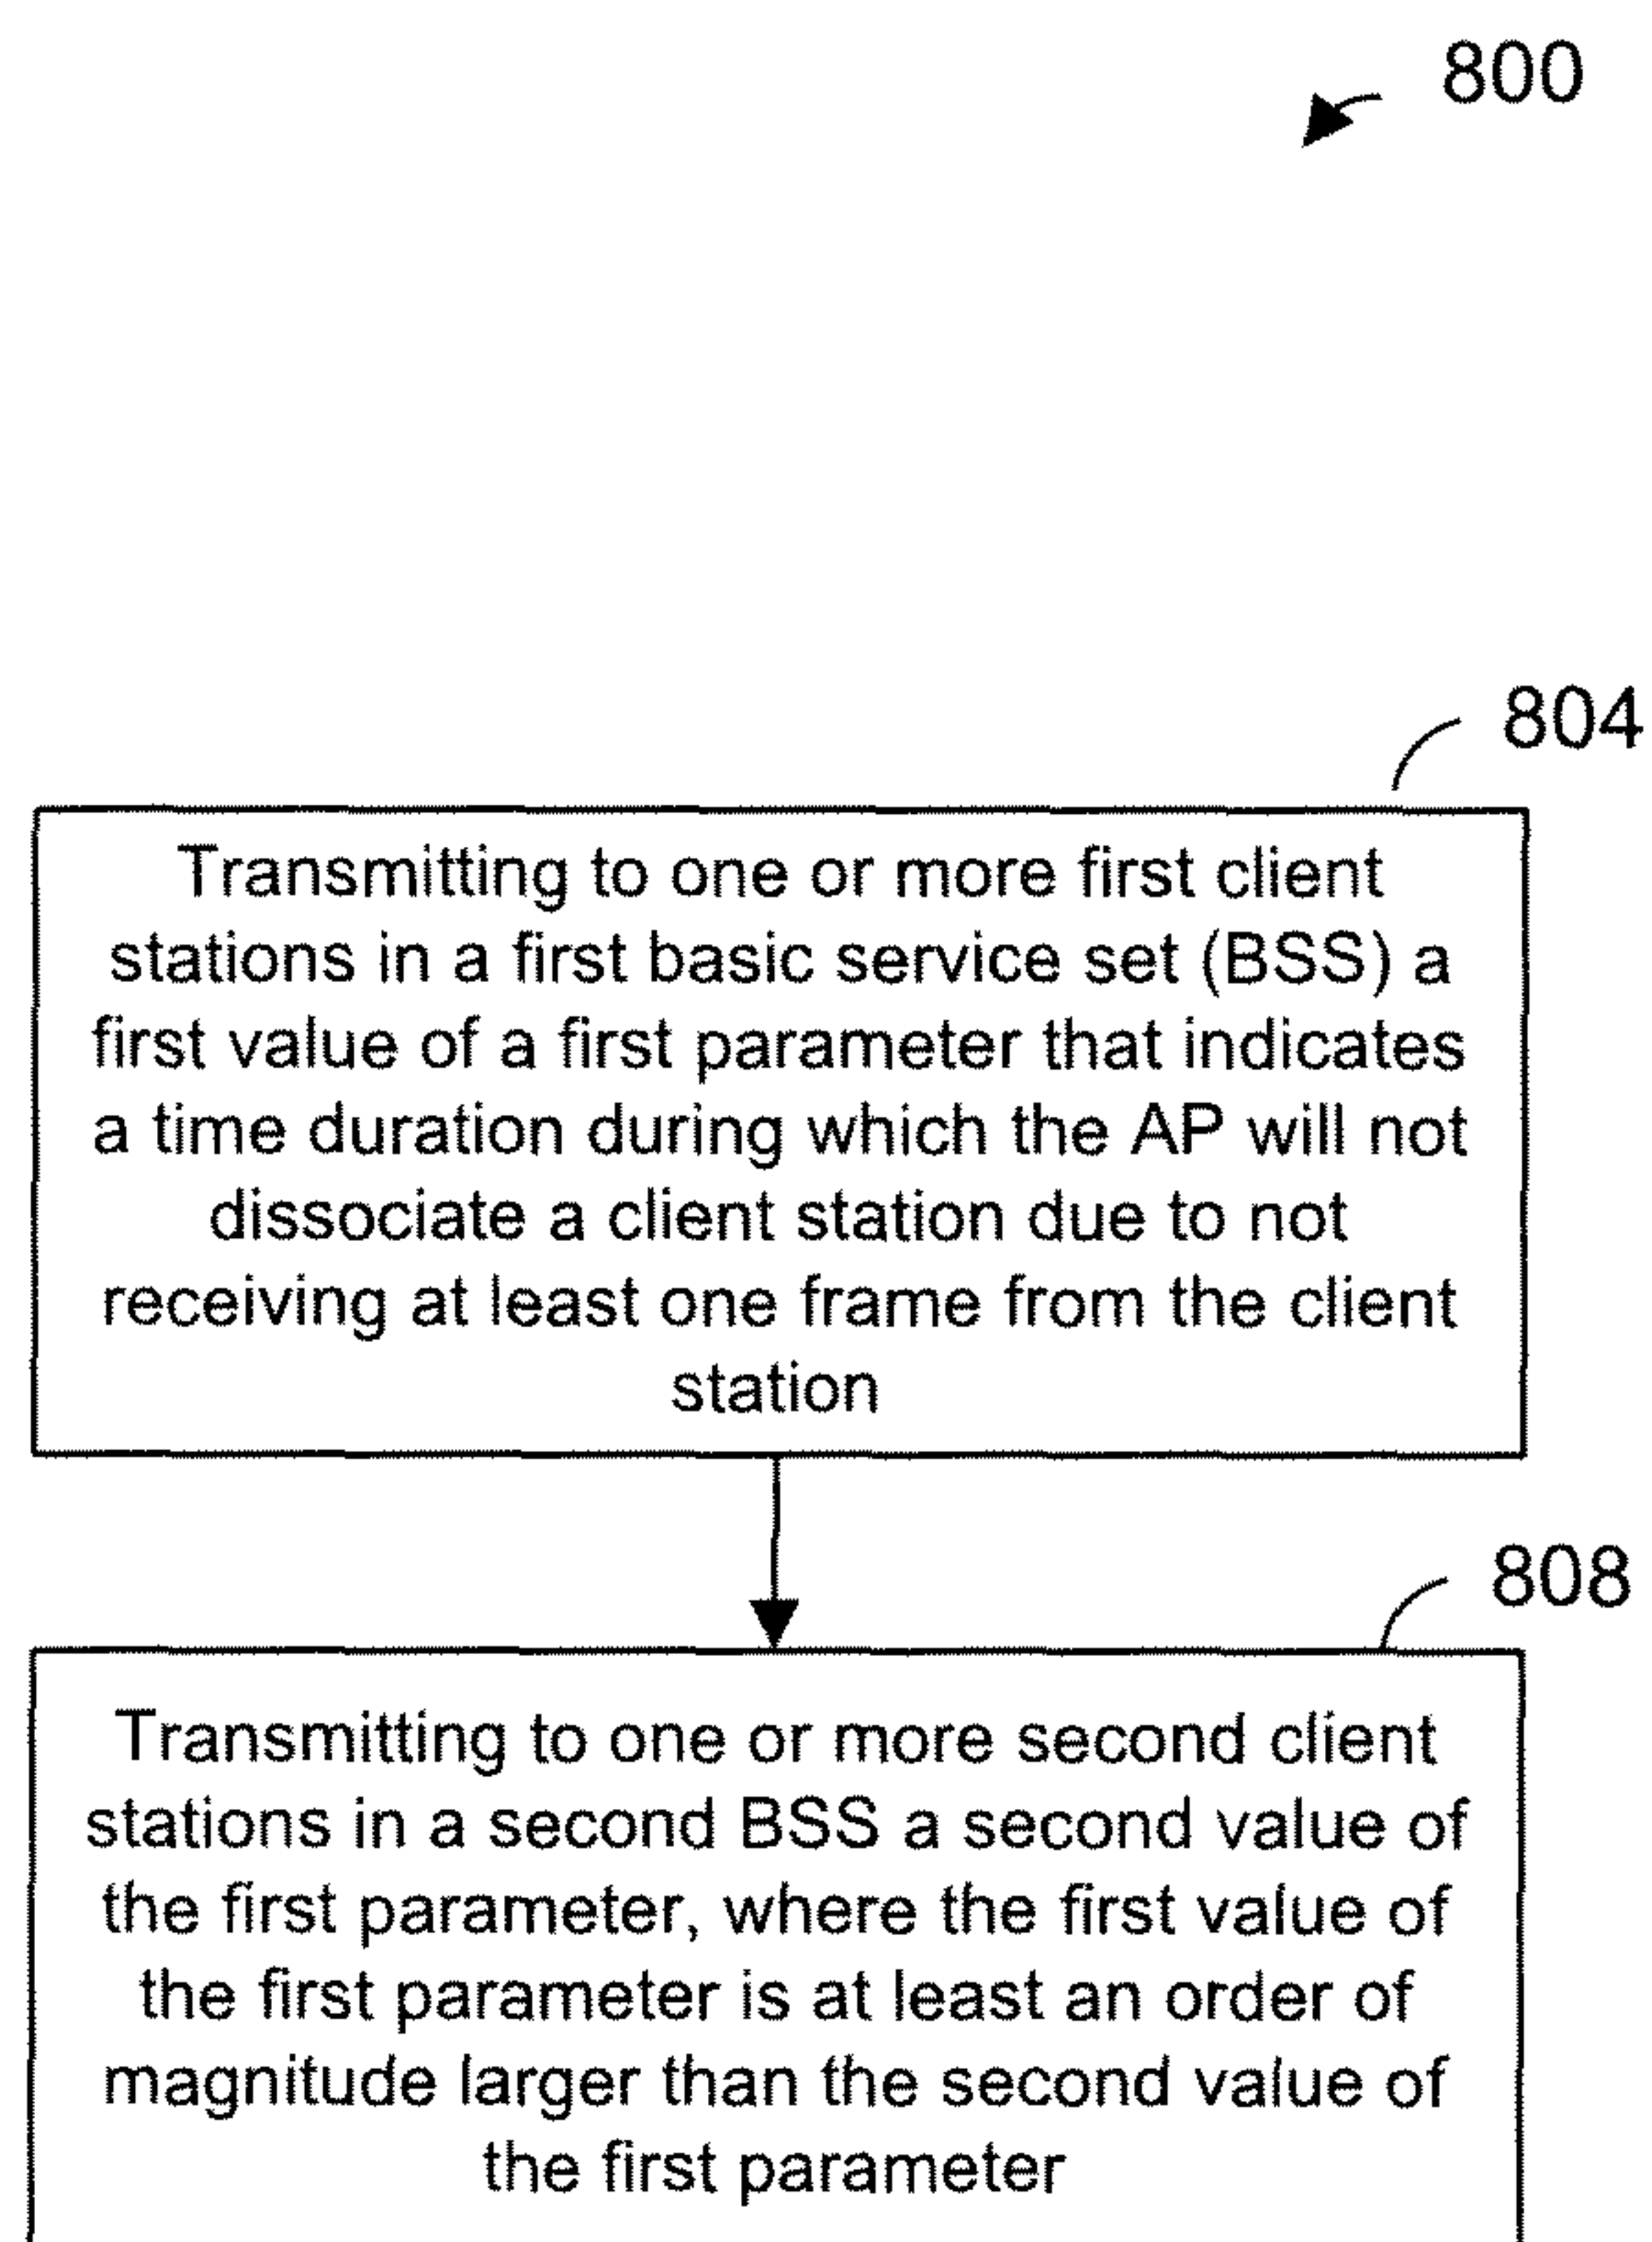 800
804
Transmitting to one or more first client
stations in a first basic service set (BSS) a
first value of a first parameter that indicates
a time duration during which the AP will not
dissociate a client station due to not
receiving at least one frame from the client
station
808
Transmitting to one or more second client
stations in a second BSS a second value of
the first parameter, where the first value of
the first parameter is at least an order of
magnitude larger than the second value of
the first parameter